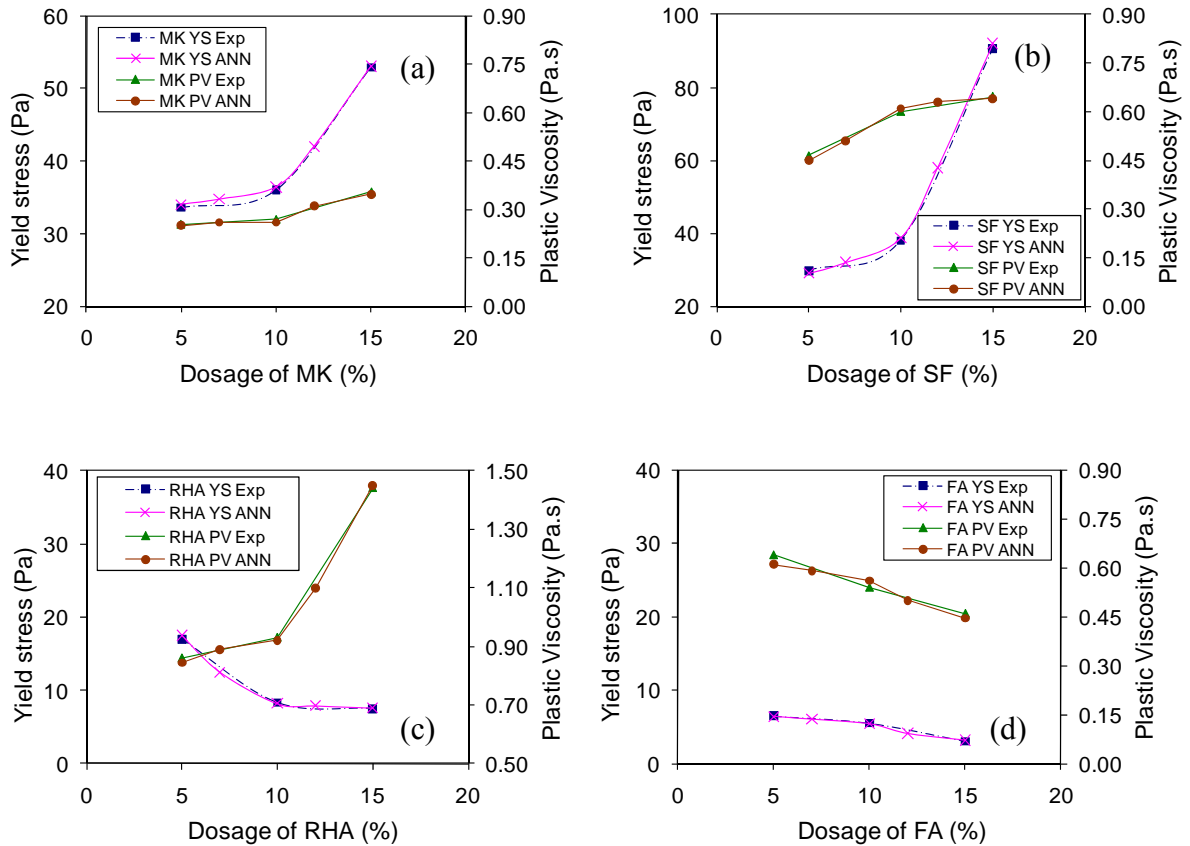 60
50
40
30
20
Yield stress (Pa)
MK YS Exp
MK YS ANN
MK PV Exp
MK PV ANN
(a)
0.90
0.75
0.60
0.45
0.30
0.15
0.00
Plastic Viscosity (Pa.s)
0 5 10 15 20
Dosage of MK (%)
100
80
60
40
20
Yield stress (Pa)
(b)
SF YS Exp
SF YS ANN
SF PV Exp
SF PV ANN
0.90
0.75
0.60
0.45
0.30
0.15
0.00
Plastic Viscosity (Pa.s)
0 5 10 15 20
Dosage of SF (%)
40
30
20
10
0
Yield stress (Pa)
RHA YS Exp
RHA YS ANN
RHA PV Exp
RHA PV ANN
(c)
1.50
1.30
1.10
0.90
0.70
0.50
Plastic Viscosity (Pa.s)
0 5 10 15 20
Dosage of RHA (%)
40
30
20
10
0
Yield stress (Pa)
FA YS Exp
FA YS ANN
FA PV Exp
FA PV ANN
(d)
0.90
0.75
0.60
0.45
0.30
0.15
0.00
Plastic Viscosity (Pa.s)
0 5 10 15 20
Dosage of FA (%)